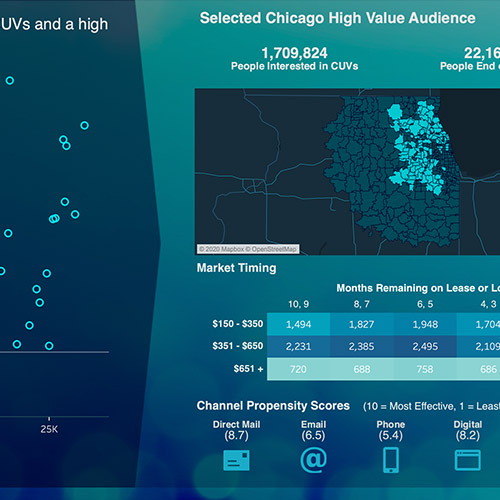 UVs and a high
Selected Chicago High Value Audience
1,709,824
People Interested in CUVs
22,16
People End
© 2020 Mapbox © OpenStreetMap
Market Timing
Months Remaining on Lease or Lo
10, 9 8, 7 6, 5 4, 3
$150 - $350 1,494 1,827 1,948 1,704
$351 - $650 2,231 2,385 2,495 2,109
$651 + 720 688 758 686
25K
Channel Propensity Scores (10 = Most Effective, 1 = Least
Direct Mail Email Phone Digital
(8.7) (6.5) (5.4) (8.2)